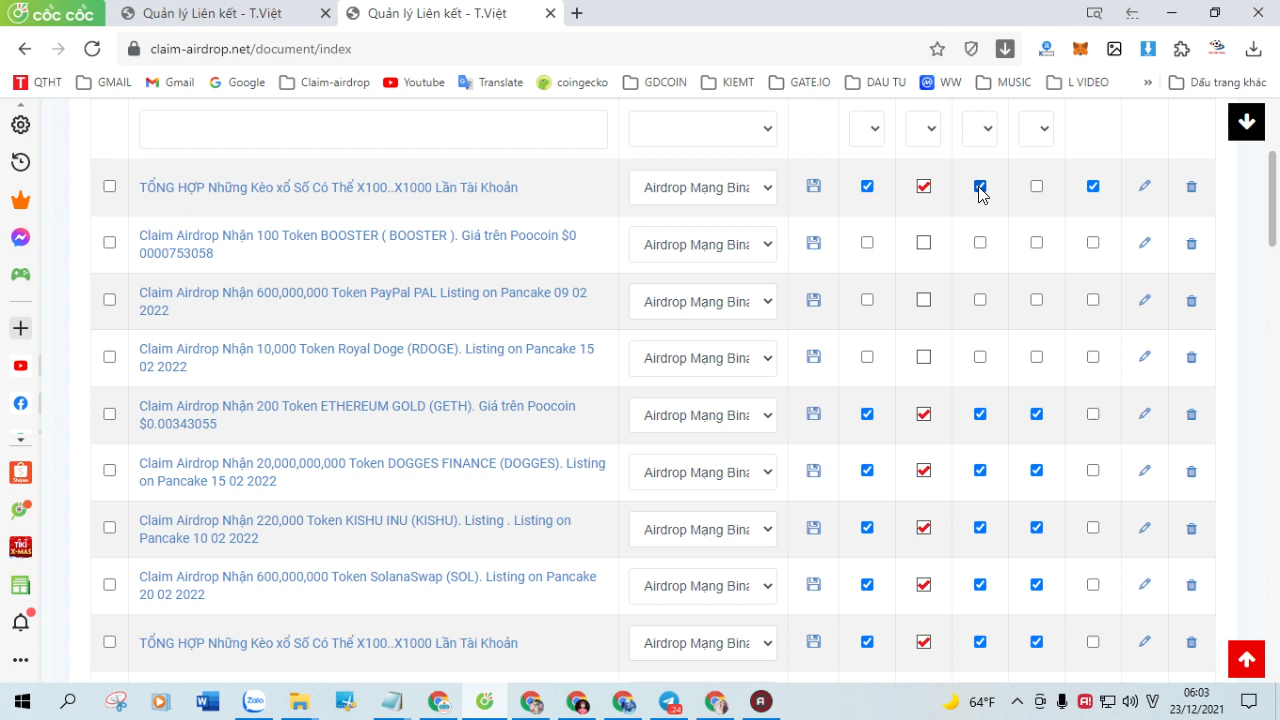 cốc cốc
Quản lý kiết - T.Việt
Quản lý kiết - T.Việt
claim-airdrop.net/document/index
QTHT
GMAIL
Gmail
Google
Claim-airdrop
Youtube
Translate
coingecko
GDCOIN
KIEMT
GATE.IO
DAU TU
WW
MUSIC
L VIDEO
»
Dấu trang khác
TỔNG HỢP Những Kèo xổ Số Có Thể X100..X1000 Lần Tài Khoản
Airdrop Mạng Bina
Claim Airdrop Nhận 100 Token BOOSTER ( BOOSTER ). Giá trên Poocoin $0
0000753058
Airdrop Mạng Bina
Claim Airdrop Nhận 600,000,000 Token PayPal PAL Listing on Pancake 09 02
2022
Airdrop Mạng Bina
Claim Airdrop Nhận 10,000 Token Royal Doge (RDOGE). Listing on Pancake 15
02 2022
Airdrop Mạng Bina
Claim Airdrop Nhận 200 Token ETHEREUM GOLD (GETH). Giá trên Poocoin
$0.00343055
Airdrop Mạng Bina
Claim Airdrop Nhận 20,000,000,000 Token DOGGES FINANCE (DOGGES). Listing
on Pancake 15 02 2022
Airdrop Mạng Bina
Claim Airdrop Nhận 220,000 Token KISHU INU (KISHU). Listing . Listing on
Pancake 10 02 2022
Airdrop Mạng Bina
Claim Airdrop Nhận 600,000,000 Token SolanaSwap (SOL). Listing on Pancake
20 02 2022
Airdrop Mạng Bina
TỔNG HỢP Những Kèo xổ Số Có Thể X100..X1000 Lần Tài Khoản
Airdrop Mạng Bina
Shopee
TIKI
X-MAS
Zalo
24
64°F
V
06:03
23/12/2021